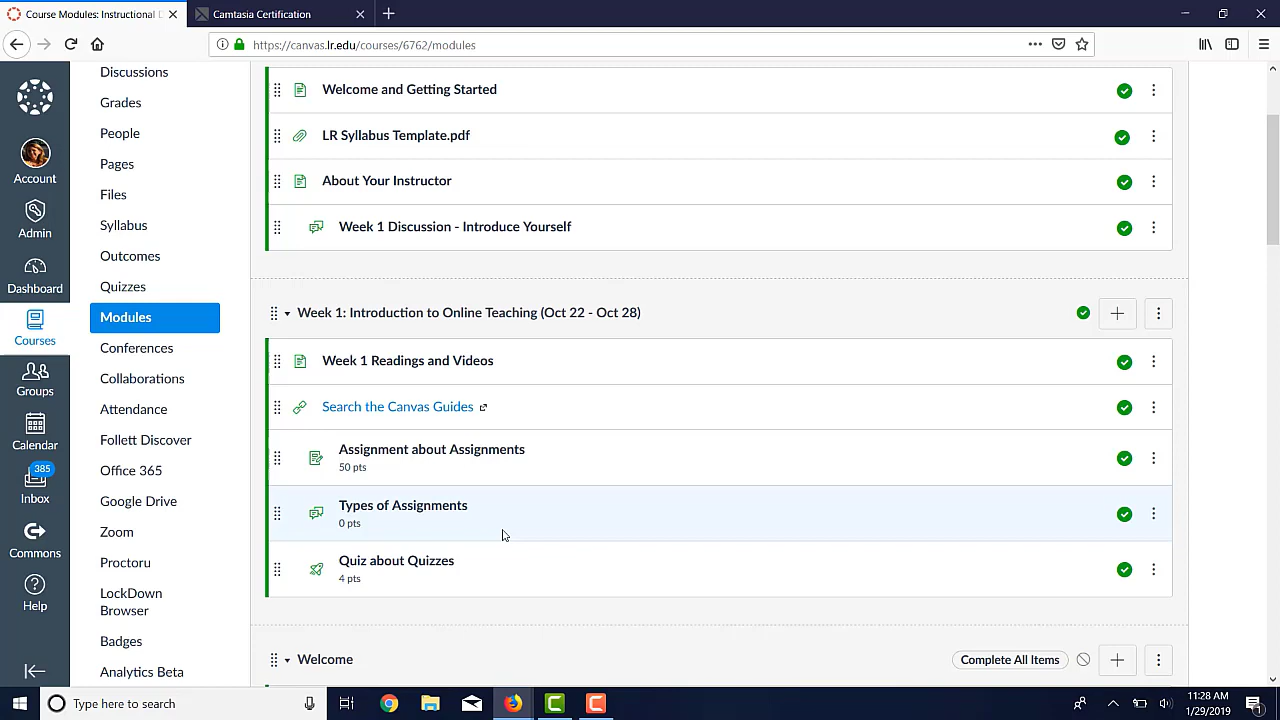 Course Modules: Instructional D
Camtasia Certification
https://canvas.lr.edu/courses/6762/modules
Account
Admin
Dashboard
Courses
Groups
Calendar
385
Inbox
Commons
Help
Discussions
Grades
People
Pages
Files
Syllabus
Outcomes
Quizzes
Modules
Conferences
Collaborations
Attendance
Follett Discover
Office 365
Google Drive
Zoom
Proctoru
LockDown
Browser
Badges
Analytics Beta
Welcome and Getting Started
LR Syllabus Template.pdf
About Your Instructor
Week 1 Discussion - Introduce Yourself
Week 1: Introduction to Online Teaching (Oct 22 - Oct 28)
Week 1 Readings and Videos
Search the Canvas Guides
Assignment about Assignments
50 pts
Types of Assignments
0 pts
Quiz about Quizzes
4 pts
Welcome
Complete All Items
Type here to search
11:28 AM
1/29/2019